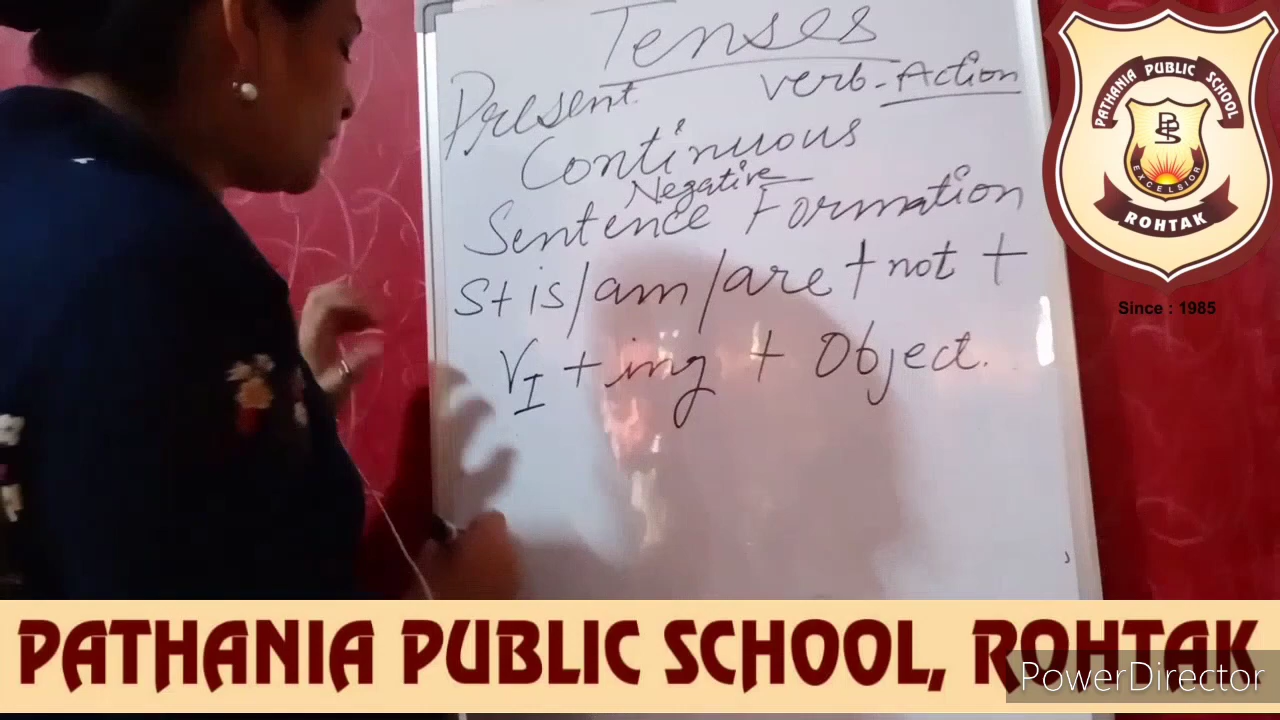 Tenses
Present verb-Action
Continuous
Negative
Sentence Formation
S+ is/am/are + not +
V I + ing + Object.
PATHANIA PUBLIC SCHOOL
PBS
EXCELSIOR
ROHTAK
Since : 1985
PATHANIA PUBLIC SCHOOL, ROHTAK
PowerDirector